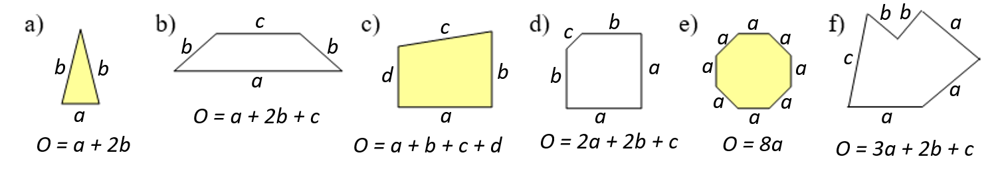 a)
b
b
a
O = a + 2b
b)
c
b
b
a
O = a + 2b + c
c)
c
d
b
a
O = a + b + c + d
d)
c
b
b
a
a
O = 2a + 2b + c
e)
a
a
a
a
a
a
a
a
O = 8a
f)
b b
a
c
a
a
O = 3a + 2b + c